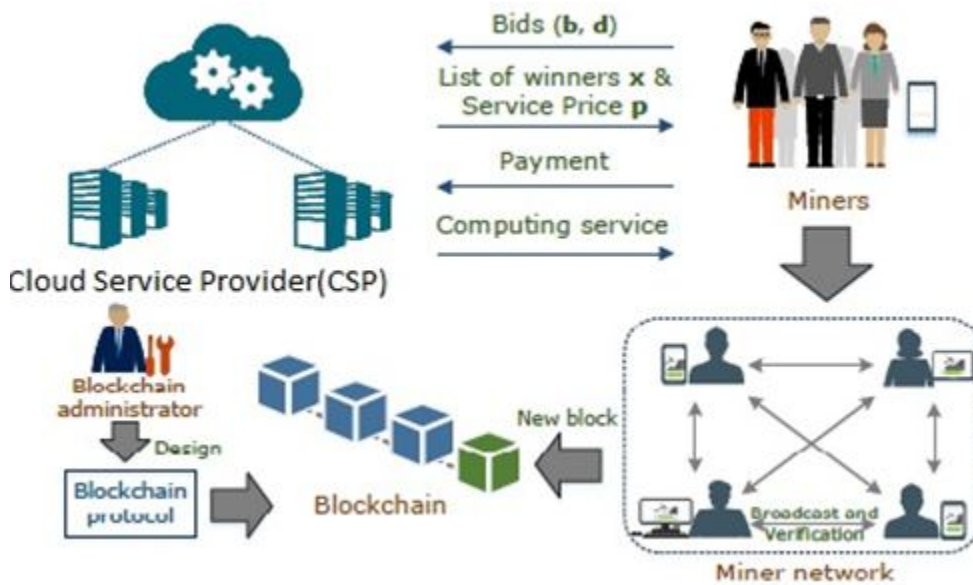 Bids (b, d)
List of winners x &
Service Price p
Payment
Computing service
Miners
Cloud Service Provider(CSP)
Blockchain
administrator
Design
Blockchain
protocol
Blockchain
New block
Broadcast and
Verification
Miner network